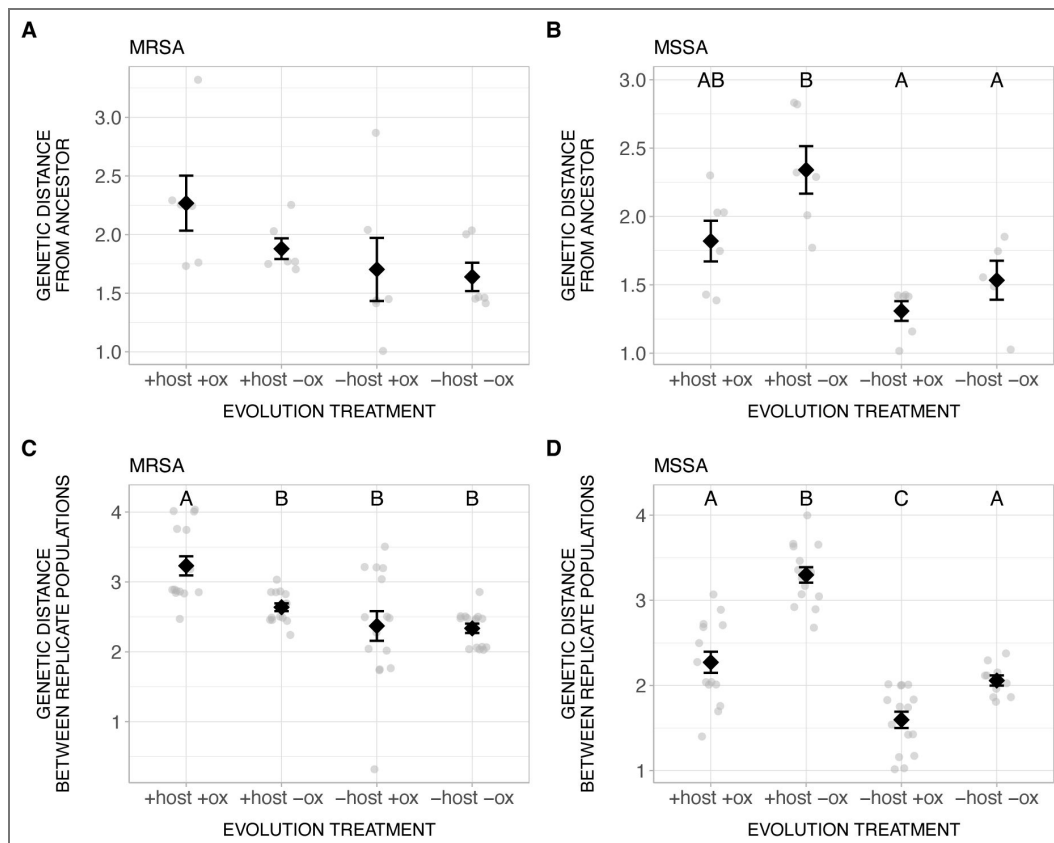 A
MRSA
GENETIC DISTANCE
FROM ANCESTOR
3.0
2.5
2.0
1.5
1.0
+host +ox +host −ox −host +ox −host −ox
EVOLUTION TREATMENT
B
MSSA
GENETIC DISTANCE
FROM ANCESTOR
AB B A A
3.0
2.5
2.0
1.5
1.0
+host +ox +host −ox −host +ox −host −ox
EVOLUTION TREATMENT
C
MRSA
GENETIC DISTANCE
BETWEEN REPLICATE POPULATIONS
A B B B
4
3
2
1
+host +ox +host −ox −host +ox −host −ox
EVOLUTION TREATMENT
D
MSSA
GENETIC DISTANCE
BETWEEN REPLICATE POPULATIONS
A B C A
4
3
2
1
+host +ox +host −ox −host +ox −host −ox
EVOLUTION TREATMENT